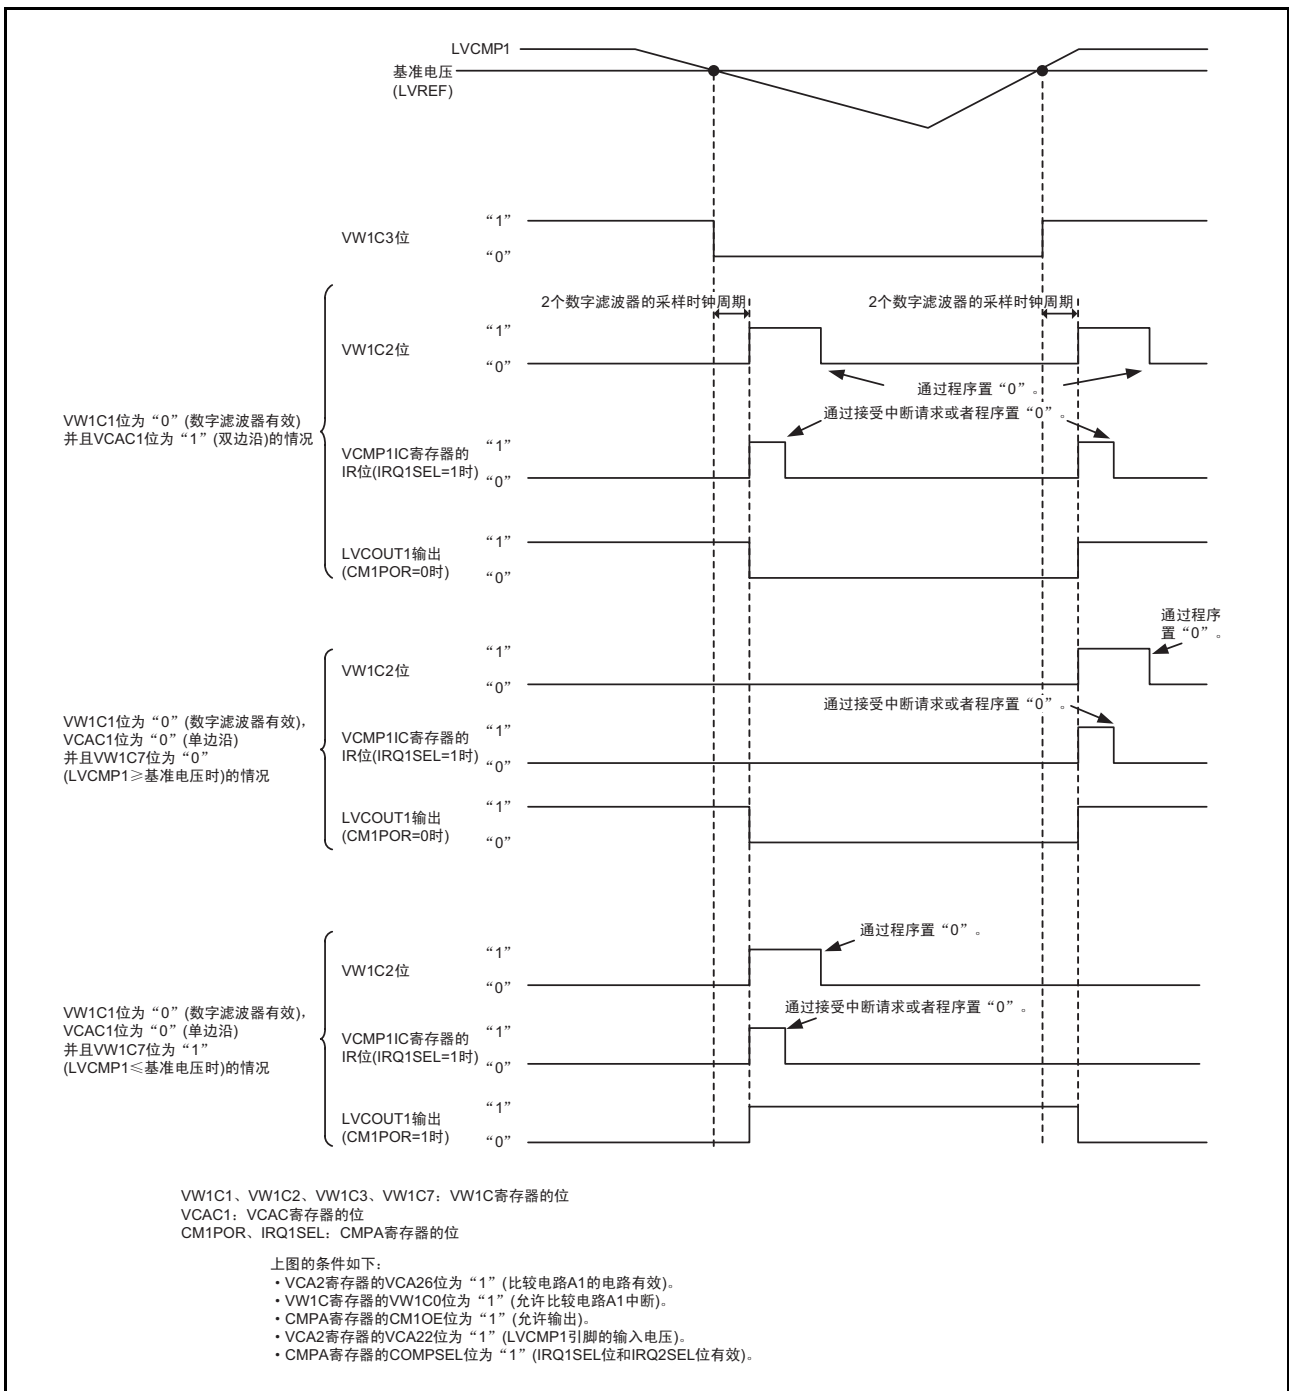 LVCMP1
基准电压
(LVREF)
VW1C3位
“1”
“0”
2个数字滤波器的采样时钟周期
2个数字滤波器的采样时钟周期
VW1C2位
“1”
“0”
通过程序置“0”。
通过接受中断请求或者程序置“0”。
VW1C1位为“0”(数字滤波器有效)
并且VCAC1位为“1”(双边沿)的情况
VCMP1IC寄存器的
IR位(IRQ1SEL=1时)
“1”
“0”
LVCOUT1输出
(CM1POR=0时)
“1”
“0”
通过程序
置“0”。
VW1C2位
“1”
“0”
通过接受中断请求或者程序置“0”。
VW1C1位为“0”(数字滤波器有效),
VCAC1位为“0”(单边沿)
并且VW1C7位为“0”
(LVCMP1≥基准电压时)的情况
VCMP1IC寄存器的
IR位(IRQ1SEL=1时)
“1”
“0”
LVCOUT1输出
(CM1POR=0时)
“1”
“0”
通过程序置“0”。
VW1C2位
“1”
“0”
通过接受中断请求或者程序置“0”。
VW1C1位为“0”(数字滤波器有效),
VCAC1位为“0”(单边沿)
并且VW1C7位为“1”
(LVCMP1≤基准电压时)的情况
VCMP1IC寄存器的
IR位(IRQ1SEL=1时)
“1”
“0”
LVCOUT1输出
(CM1POR=1时)
“1”
“0”
VW1C1、VW1C2、VW1C3、VW1C7：VW1C寄存器的位
VCAC1：VCAC寄存器的位
CM1POR、IRQ1SEL：CMPA寄存器的位
上图的条件如下：
• VCA2寄存器的VCA26位为“1”(比较电路A1的电路有效)。
• VW1C寄存器的VW1C0位为“1”(允许比较电路A1中断)。
• CMPA寄存器的CM1OE位为“1”(允许输出)。
• VCA2寄存器的VCA22位为“1”(LVCMP1引脚的输入电压)。
• CMPA寄存器的COMPSEL位为“1”(IRQ1SEL位和IRQ2SEL位有效)。